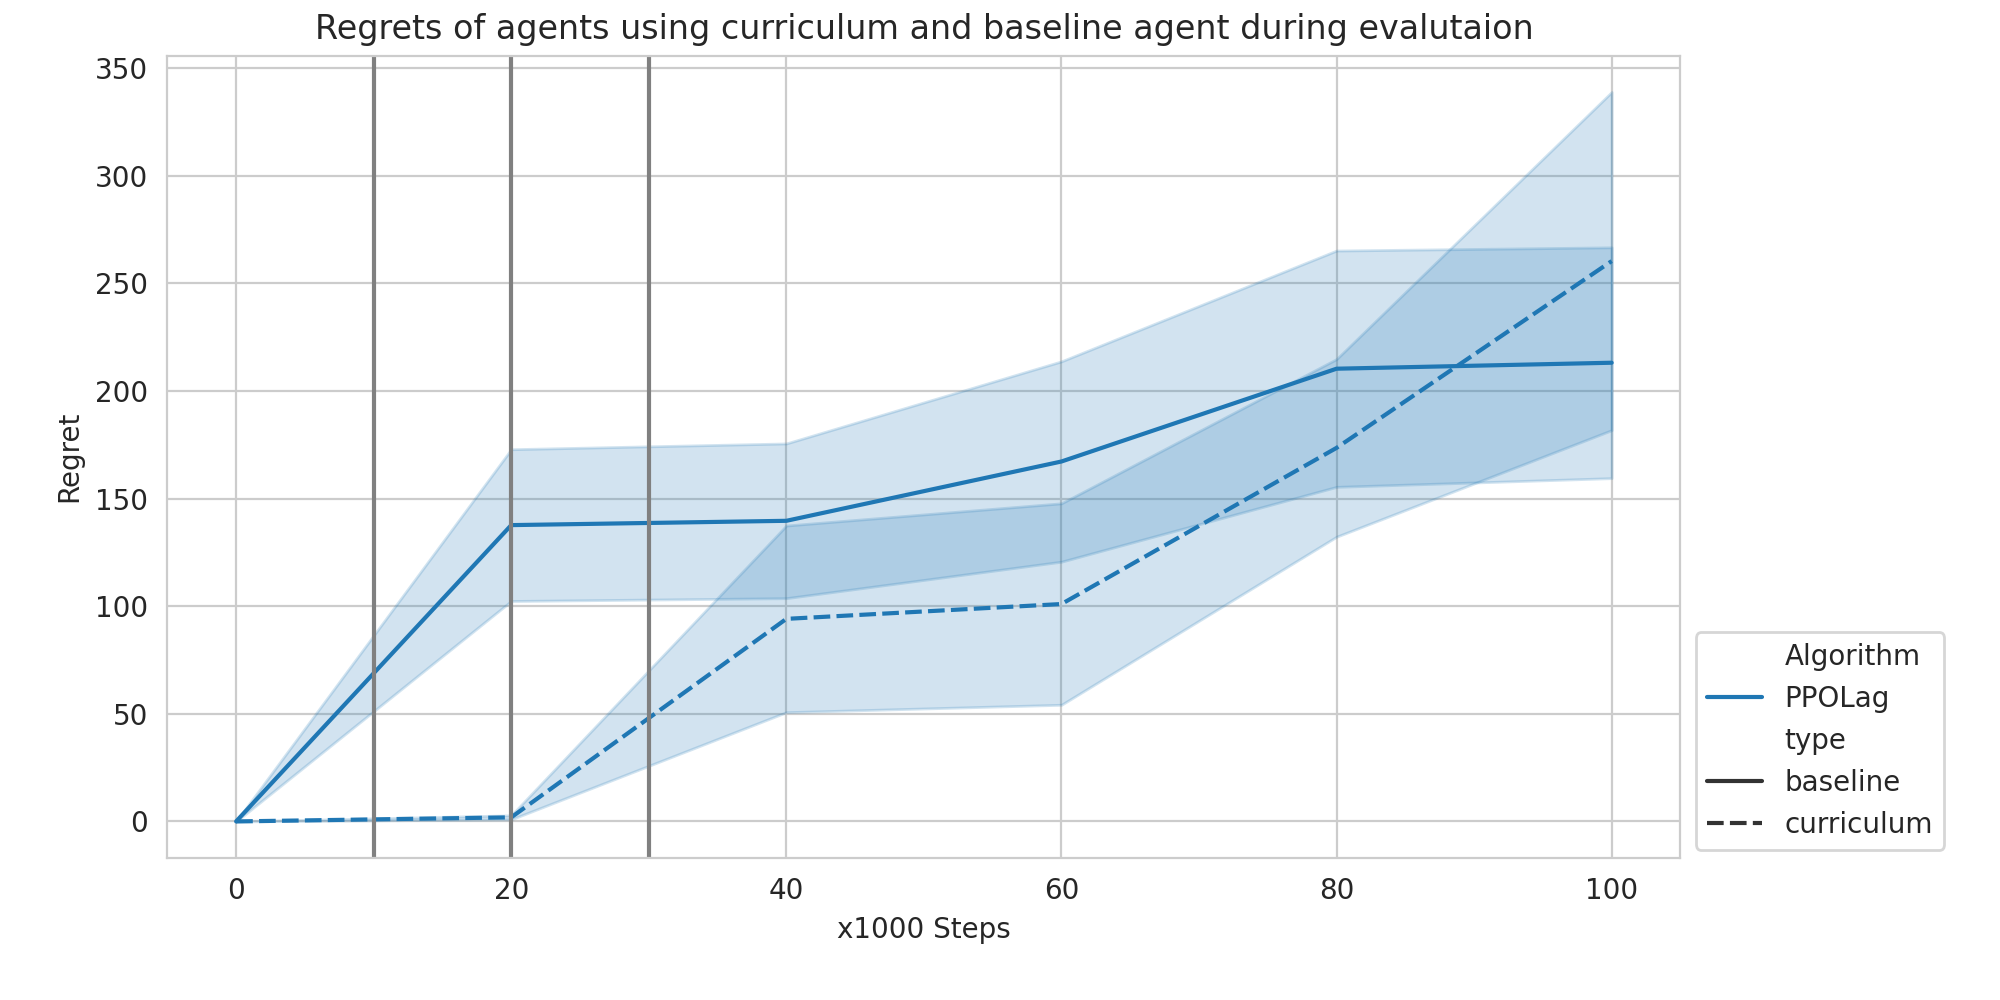 Regrets of agents using curriculum and baseline agent during evalutaion
350
300
250
200
150
100
50
0
Regret
0 20 40 60 80 100
x1000 Steps
Algorithm
PPOLag
type
baseline
curriculum